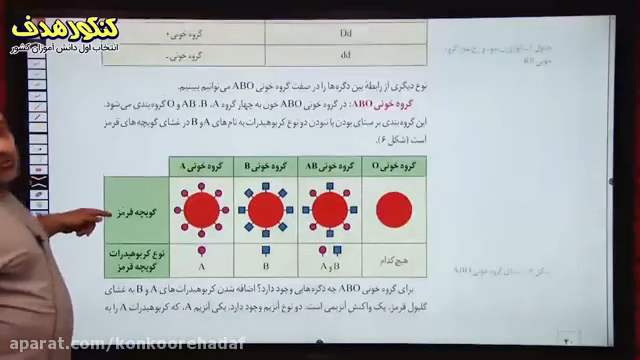 کنکور هدف
انتخاب اول دانش آموزان کشور
Dd گروه خونی +
dd گروه خونی -
نوع دیگری از رابطهٔ بین دگره‌ها را در صفت گروه خونی ABO می‌توانیم ببینیم.
گروه خونی ABO: در گروه خونی ABO خون به چهار گروه A، B، AB و O گروه‌بندی می‌شود.
این گروه‌بندی بر مبنای بودن یا نبودن دو نوع کربوهیدرات به نام‌های A و B در غشای گویچه‌های قرمز
است (شکل ۶).
گروه خونی A گروه خونی B گروه خونی AB گروه خونی O
گویچه قرمز
نوع کربوهیدرات گویچه قرمز A B A و B هیچ کدام
برای گروه خونی ABO چه دگره‌هایی وجود دارد؟ اضافه شدن کربوهیدرات‌های A و B به غشای
گلبول قرمز، یک واکنش آنزیمی است. دو نوع آنزیم وجود دارد. یکی آنزیم A، که کربوهیدرات A را به
۴۰
aparat.com/konkoorehadaf